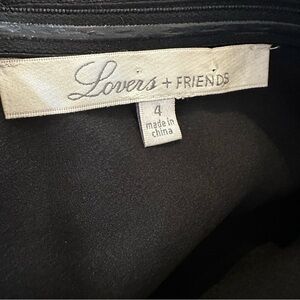 Lovers + FRIENDS
4
made in
china